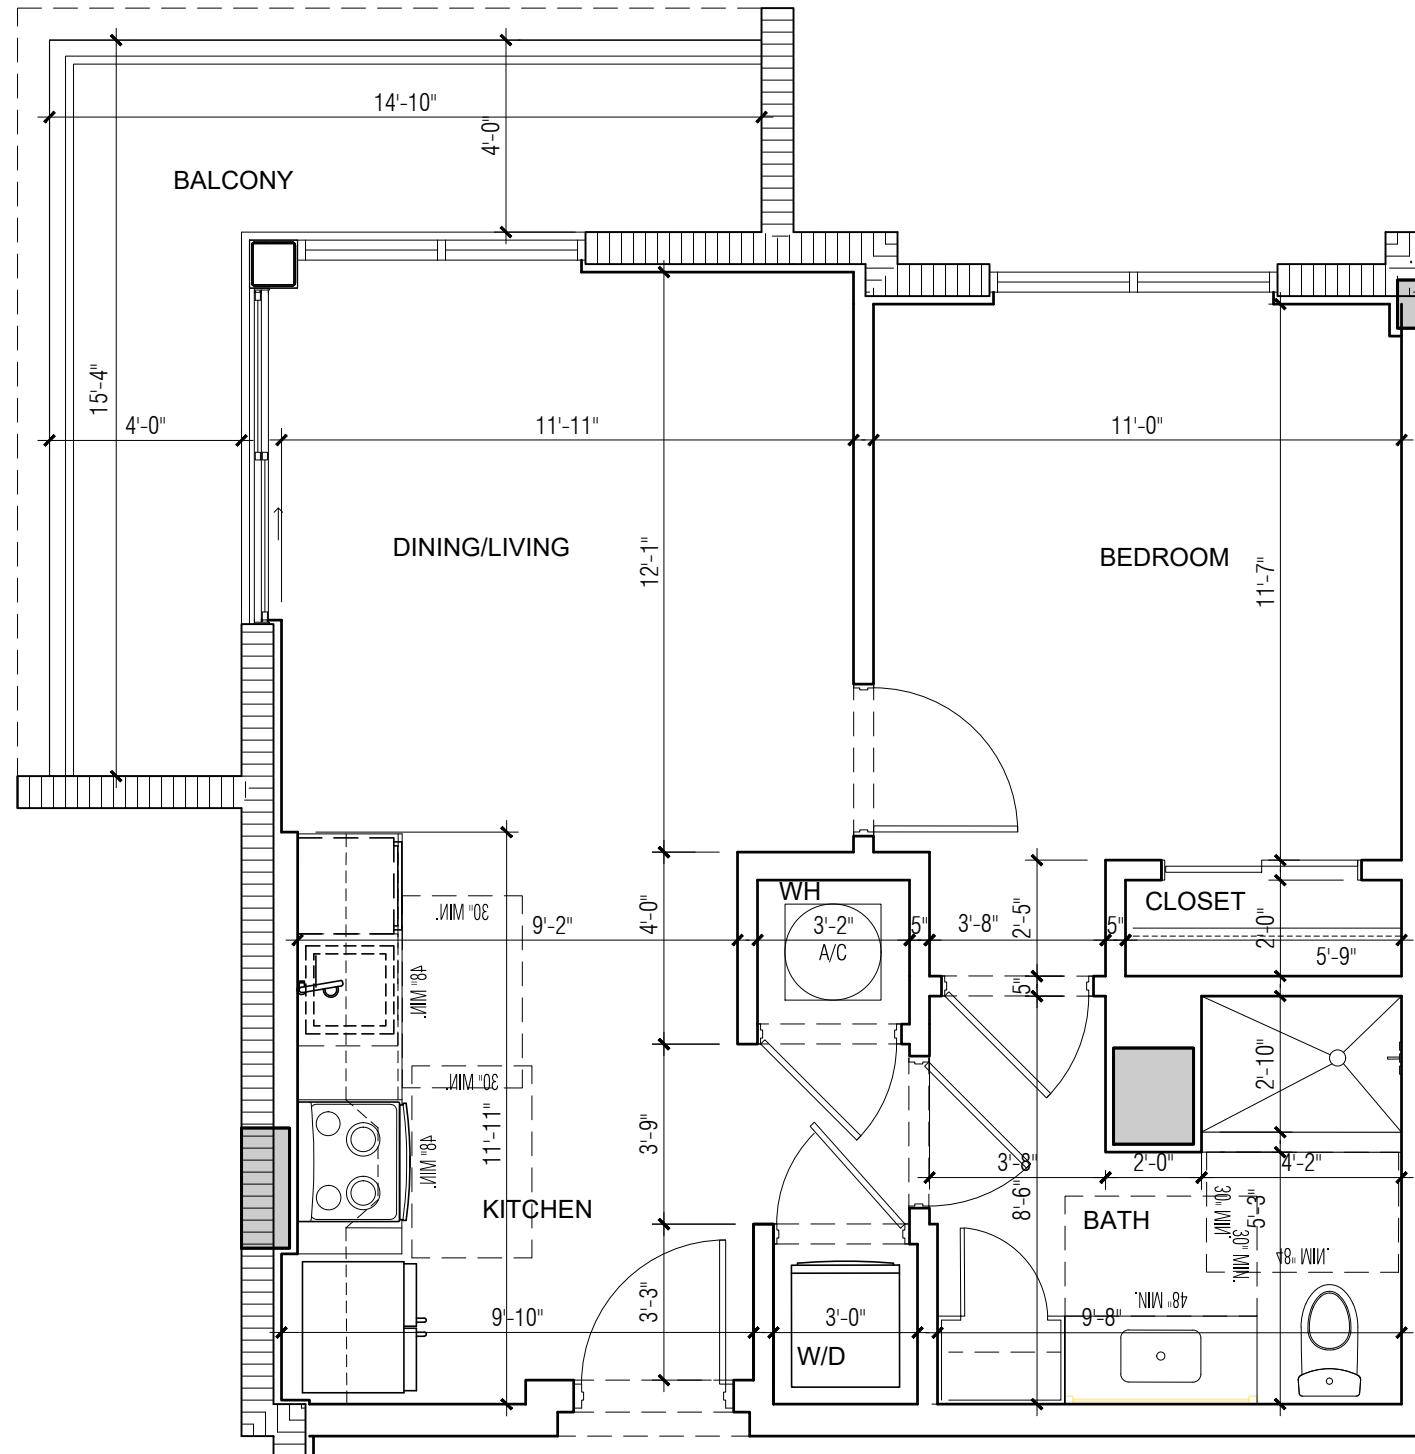 14'-10"
4'-0"
BALCONY
15'-4"
4'-0"
11'-11"
11'-0"
DINING/LIVING
12'-1"
BEDROOM
11'-7"
WH
CLOSET
30" MIN.
9'-2"
4'-0"
3'-2"
5"
3'-8"
2'-5"
5"
2'-0"
A/C
5'-9"
48" MIN.
5"
30" MIN.
2'-10"
11'-11"
3'-9"
48" MIN.
3'-8"
2'-0"
4'-2"
8'-6"
KITCHEN
BATH
30" MIN.
5'-3"
30" MIN.
48" MIN.
48" MIN.
3'-3"
9'-10"
3'-0"
9'-8"
W/D